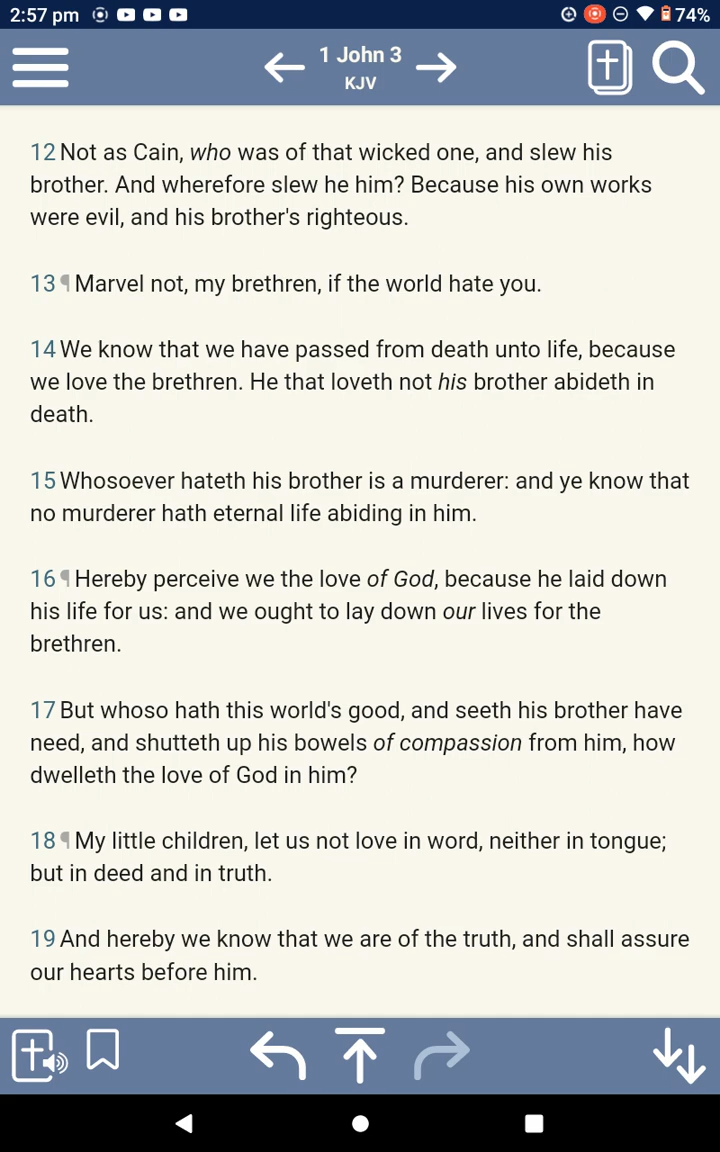 2:57 pm
74%
1 John 3
KJV
12 Not as Cain, who was of that wicked one, and slew his
brother. And wherefore slew he him? Because his own works
were evil, and his brother's righteous.
13 ¶ Marvel not, my brethren, if the world hate you.
14 We know that we have passed from death unto life, because
we love the brethren. He that loveth not his brother abideth in
death.
15 Whosoever hateth his brother is a murderer: and ye know that
no murderer hath eternal life abiding in him.
16 ¶ Hereby perceive we the love of God, because he laid down
his life for us: and we ought to lay down our lives for the
brethren.
17 But whoso hath this world's good, and seeth his brother have
need, and shutteth up his bowels of compassion from him, how
dwelleth the love of God in him?
18 ¶ My little children, let us not love in word, neither in tongue;
but in deed and in truth.
19 And hereby we know that we are of the truth, and shall assure
our hearts before him.